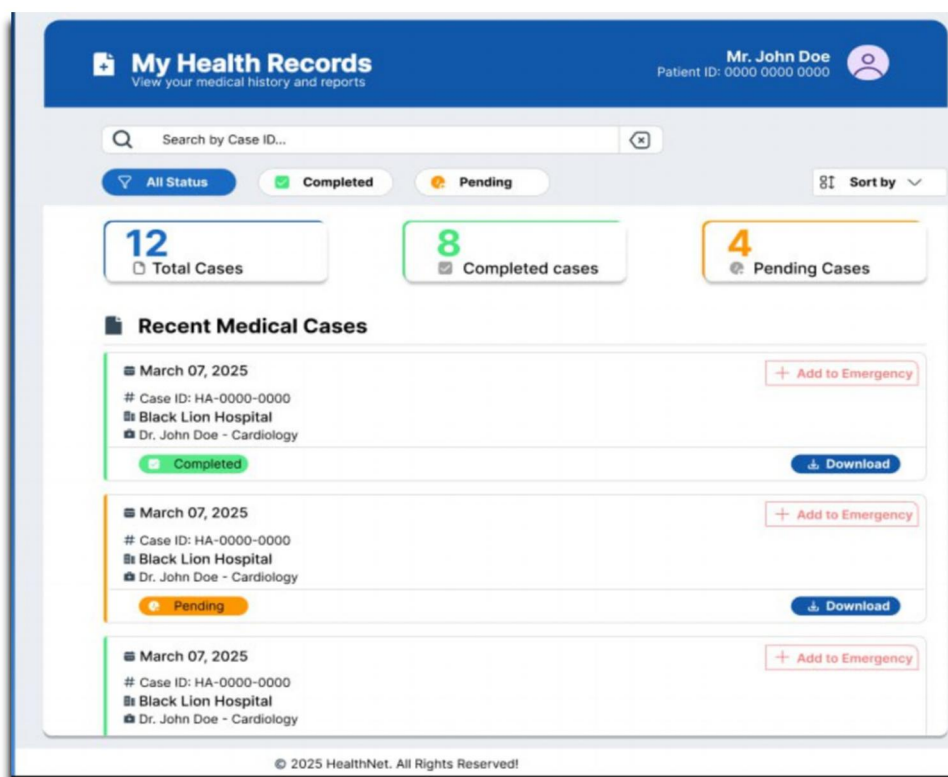 My Health Records
View your medical history and reports
Mr. John Doe
Patient ID: 0000 0000 0000
Search by Case ID...
All Status
Completed
Pending
Sort by
12
Total Cases
8
Completed cases
4
Pending Cases
Recent Medical Cases
March 07, 2025
+ Add to Emergency
# Case ID: HA-0000-0000
Black Lion Hospital
Dr. John Doe - Cardiology
Completed
Download
March 07, 2025
+ Add to Emergency
# Case ID: HA-0000-0000
Black Lion Hospital
Dr. John Doe - Cardiology
Pending
Download
March 07, 2025
+ Add to Emergency
# Case ID: HA-0000-0000
Black Lion Hospital
Dr. John Doe - Cardiology
© 2025 HealthNet. All Rights Reserved!